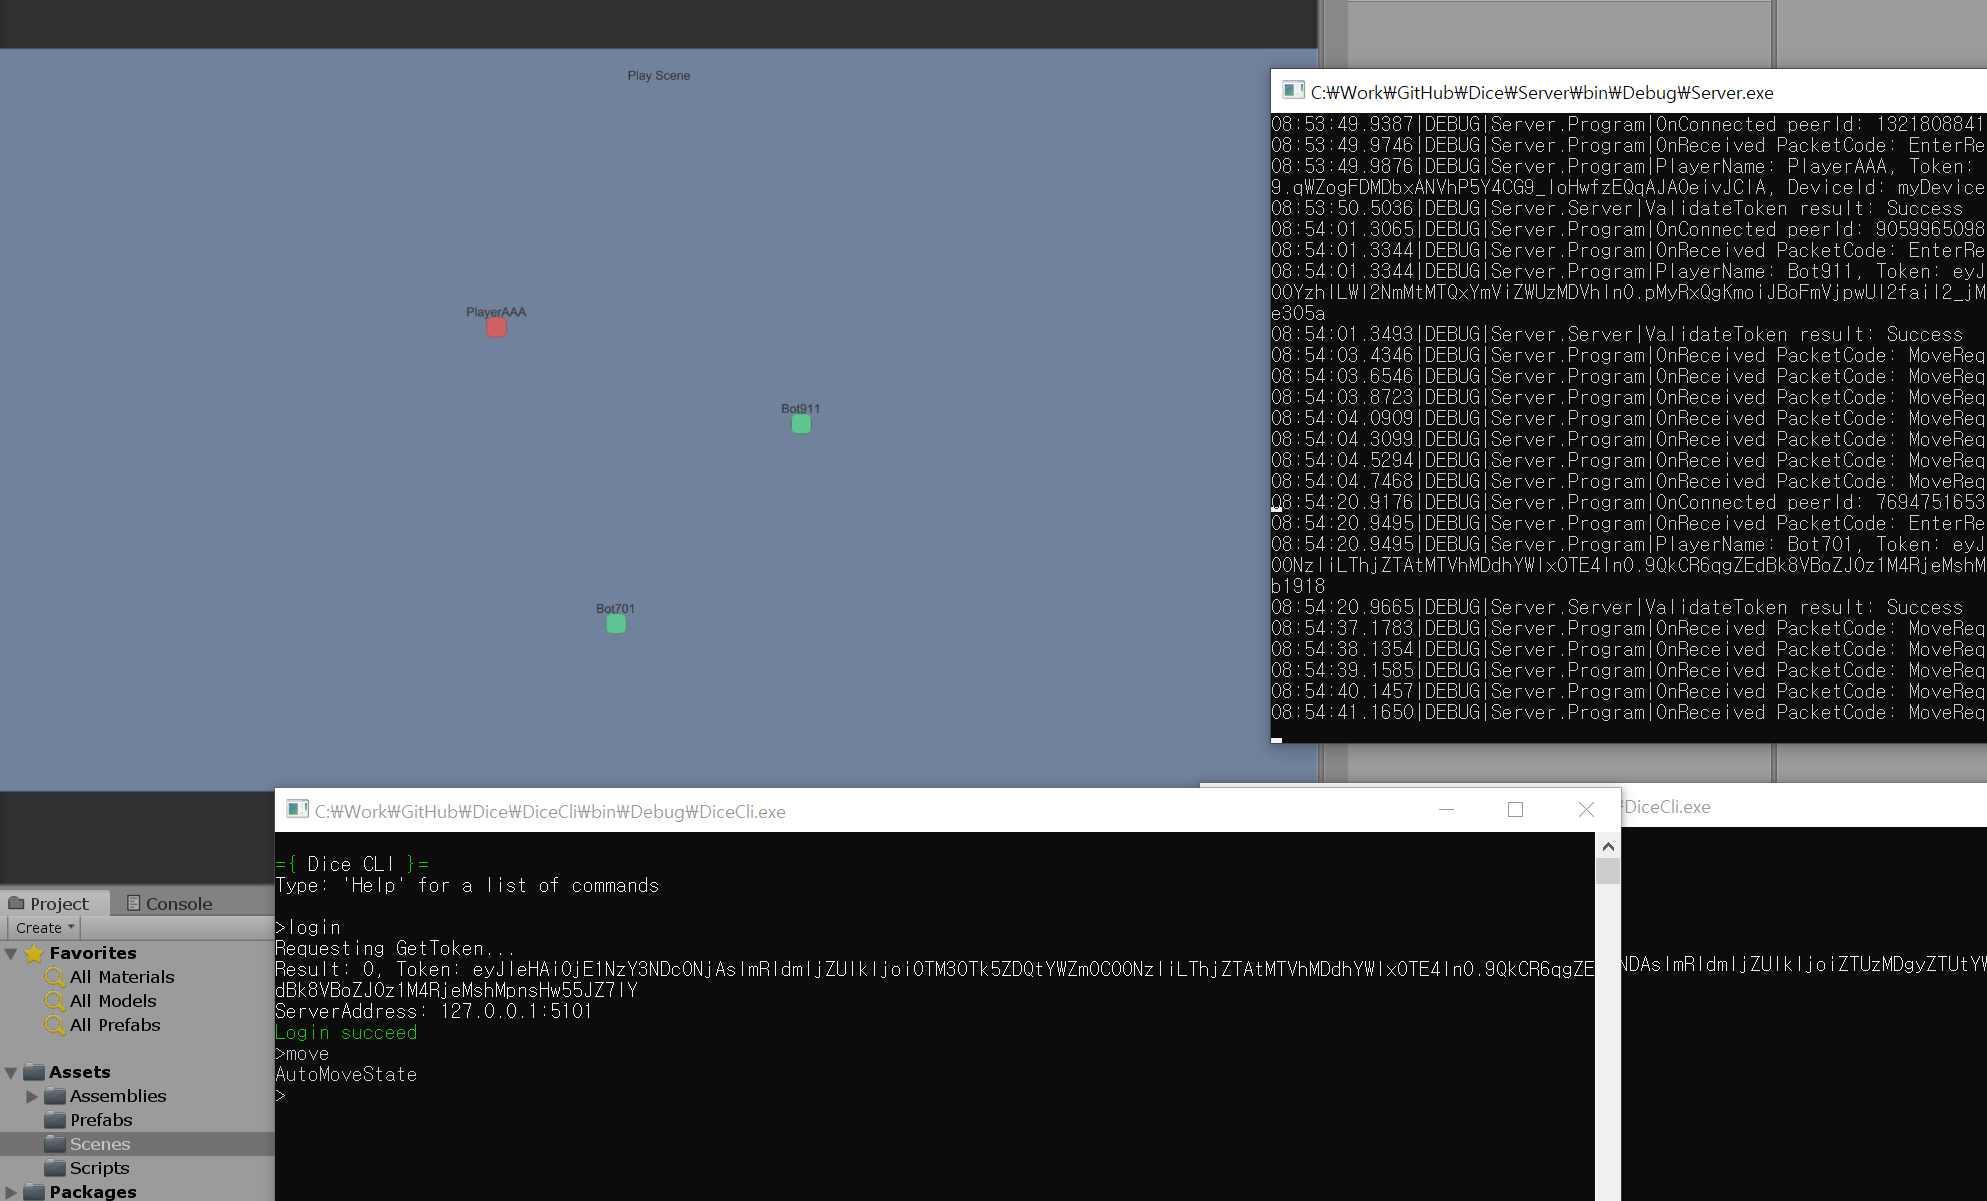 Play Scene
PlayerAAA
Bot911
Bot701
C:₩Work₩GitHub₩Dice₩Server₩bin₩Debug₩Server.exe
08:53:49.9387|DEBUG|Server.Program|OnConnected peerId: 1321808841
08:53:49.9746|DEBUG|Server.Program|OnReceived PacketCode: EnterRe
08:53:49.9876|DEBUG|Server.Program|PlayerName: PlayerAAA, Token:
9.qWZogFDMDbxANVhP5Y4CG9_loHwfzEQqAJAOeivJClA, DeviceId: myDevice
08:53:50.5036|DEBUG|Server.Server|ValidateToken result: Success
08:54:01.3065|DEBUG|Server.Program|OnConnected peerId: 9059965098
08:54:01.3344|DEBUG|Server.Program|OnReceived PacketCode: EnterRe
08:54:01.3344|DEBUG|Server.Program|PlayerName: Bot911, Token: eyJ
OOYzhlLWI2NmMtMTQxYmViZWUzMDVhIn0.pMyRxQgKmoiJBoFmVjpwUI2faiI2_jM
e305a
08:54:01.3493|DEBUG|Server.Server|ValidateToken result: Success
08:54:03.4346|DEBUG|Server.Program|OnReceived PacketCode: MoveReq
08:54:03.6546|DEBUG|Server.Program|OnReceived PacketCode: MoveReq
08:54:03.8723|DEBUG|Server.Program|OnReceived PacketCode: MoveReq
08:54:04.0909|DEBUG|Server.Program|OnReceived PacketCode: MoveReq
08:54:04.3099|DEBUG|Server.Program|OnReceived PacketCode: MoveReq
08:54:04.5294|DEBUG|Server.Program|OnReceived PacketCode: MoveReq
08:54:04.7468|DEBUG|Server.Program|OnReceived PacketCode: MoveReq
08:54:20.9176|DEBUG|Server.Program|OnConnected peerId: 7694751653
08:54:20.9495|DEBUG|Server.Program|OnReceived PacketCode: EnterRe
08:54:20.9495|DEBUG|Server.Program|PlayerName: Bot701, Token: eyJ
OONzliLThjZTAtMTVhMDdhYWIxOTE4In0.9QkCR6qgZEdBk8VBoZJOz1M4RjeMshM
b1918
08:54:20.9665|DEBUG|Server.Server|ValidateToken result: Success
08:54:37.1783|DEBUG|Server.Program|OnReceived PacketCode: MoveReq
08:54:38.1354|DEBUG|Server.Program|OnReceived PacketCode: MoveReq
08:54:39.1585|DEBUG|Server.Program|OnReceived PacketCode: MoveReq
08:54:40.1457|DEBUG|Server.Program|OnReceived PacketCode: MoveReq
08:54:41.1650|DEBUG|Server.Program|OnReceived PacketCode: MoveReq
C:₩Work₩GitHub₩Dice₩DiceCli₩bin₩Debug₩DiceCli.exe
₩DiceCli.exe
={ Dice CLI }=
Type: 'Help' for a list of commands
>login
Requesting GetToken...
Result: 0, Token: eyJleHAiOjE1NzY3NDc0NjAsImRldmljZUlkIjoiOTM3OTk5ZDQtYWZmOC00NzliLThjZTAtMTVhMDdhYWIxOTE4In0.9QkCR6qgZE
dBk8VBoZJOz1M4RjeMshMpnsHw55JZ7IY
NDAsImRldmljZUlkIjoiZTUzMDgyZTUtYW
ServerAddress: 127.0.0.1:5101
Login succeed
>move
AutoMoveState
>
Project
Console
Create
Favorites
All Materials
All Models
All Prefabs
Assets
Assemblies
Prefabs
Scenes
Scripts
Packages